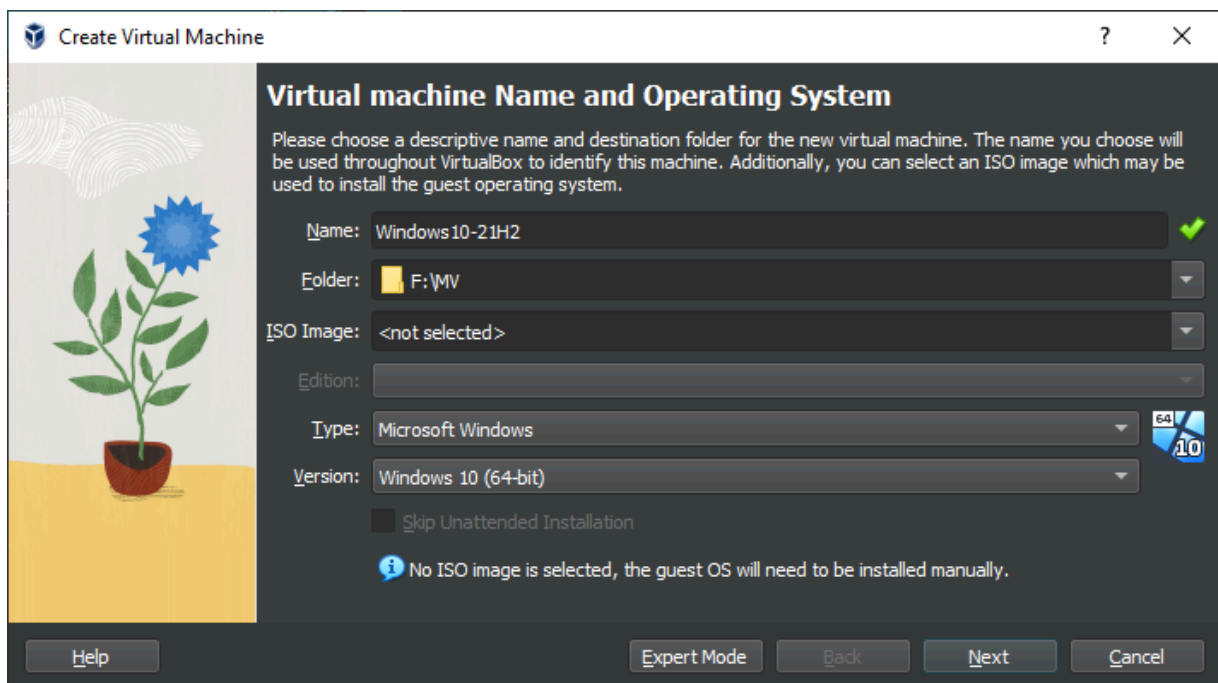 Create Virtual Machine
?
Virtual machine Name and Operating System
Please choose a descriptive name and destination folder for the new virtual machine. The name you choose will
be used throughout VirtualBox to identify this machine. Additionally, you can select an ISO image which may be
used to install the guest operating system.
Name: Windows10-21H2
Folder: F:\MV
ISO Image: <not selected>
Edition:
Type: Microsoft Windows
64
10
Version: Windows 10 (64-bit)
Skip Unattended Installation
No ISO image is selected, the guest OS will need to be installed manually.
Help Expert Mode Back Next Cancel